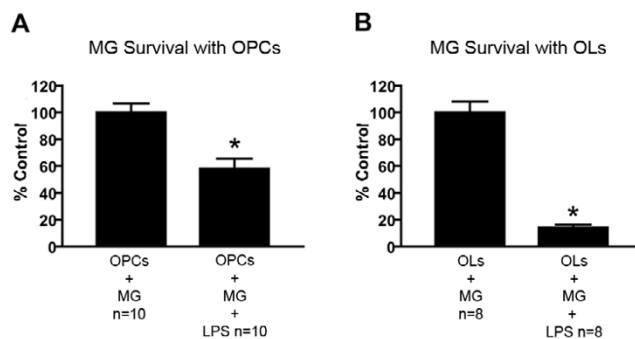 A
MG Survival with OPCs
120
100
80
60
40
20
0
% Control
*
OPCs
+
MG
n=10
OPCs
+
MG
+
LPS n=10
B
MG Survival with OLs
120
100
80
60
40
20
0
% Control
*
OLs
+
MG
n=8
OLs
+
MG
+
LPS n=8